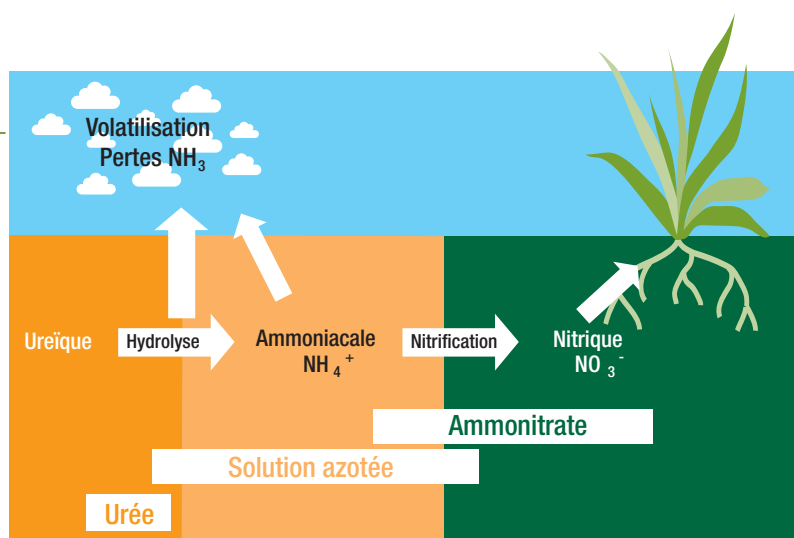 Volatilisation
Pertes NH₃
Ureïque
Hydrolyse
Ammoniacale
NH₄⁺
Nitrification
Nitrique
NO₃⁻
Ammonitrate
Solution azotée
Urée